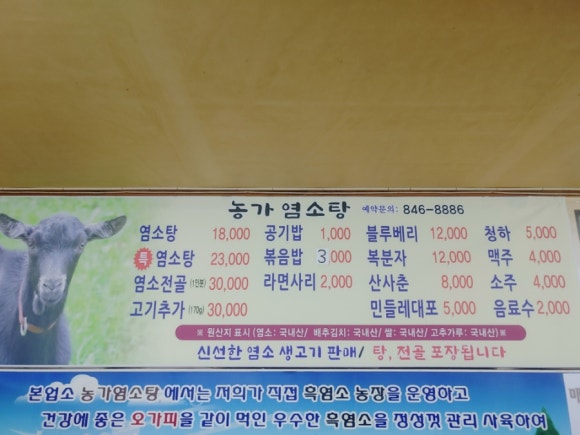 농가 염소탕 예약문의: 846-8886
염소탕 18,000 공기밥 1,000 블루베리 12,000 청하 5,000
특 염소탕 23,000 볶음밥 3,000 복분자 12,000 맥주 4,000
염소전골 (1인분) 30,000 라면사리 2,000 산사춘 8,000 소주 4,000
고기추가 (170g) 30,000 민들레대포 5,000 음료수 2,000
※ 원산지 표시 (염소: 국내산/ 배추김치: 국내산/ 쌀: 국내산/ 고추가루: 국내산) ※
신선한 염소 생고기 판매/ 탕, 전골 포장됩니다
본업소 농가염소탕에서는 저희가 직접 흑염소 농장을 운영하고
건강에 좋은 오가피를 같이 먹인 우수한 흑염소을 정성껏 관리 사육하여